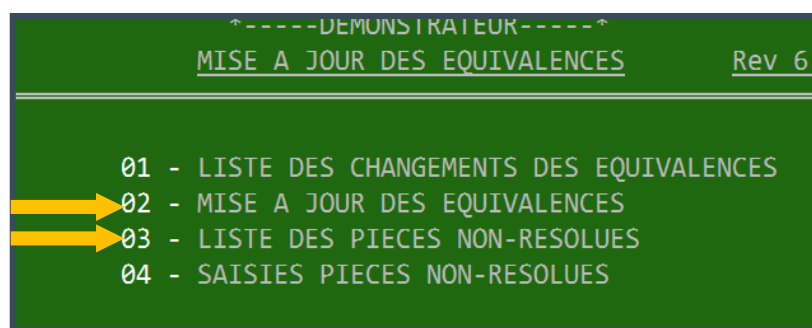 *-----DEMONSTRATEUR-----*
MISE A JOUR DES EQUIVALENCES Rev 6
01 - LISTE DES CHANGEMENTS DES EQUIVALENCES
02 - MISE A JOUR DES EQUIVALENCES
03 - LISTE DES PIECES NON-RESOLUES
04 - SAISIES PIECES NON-RESOLUES